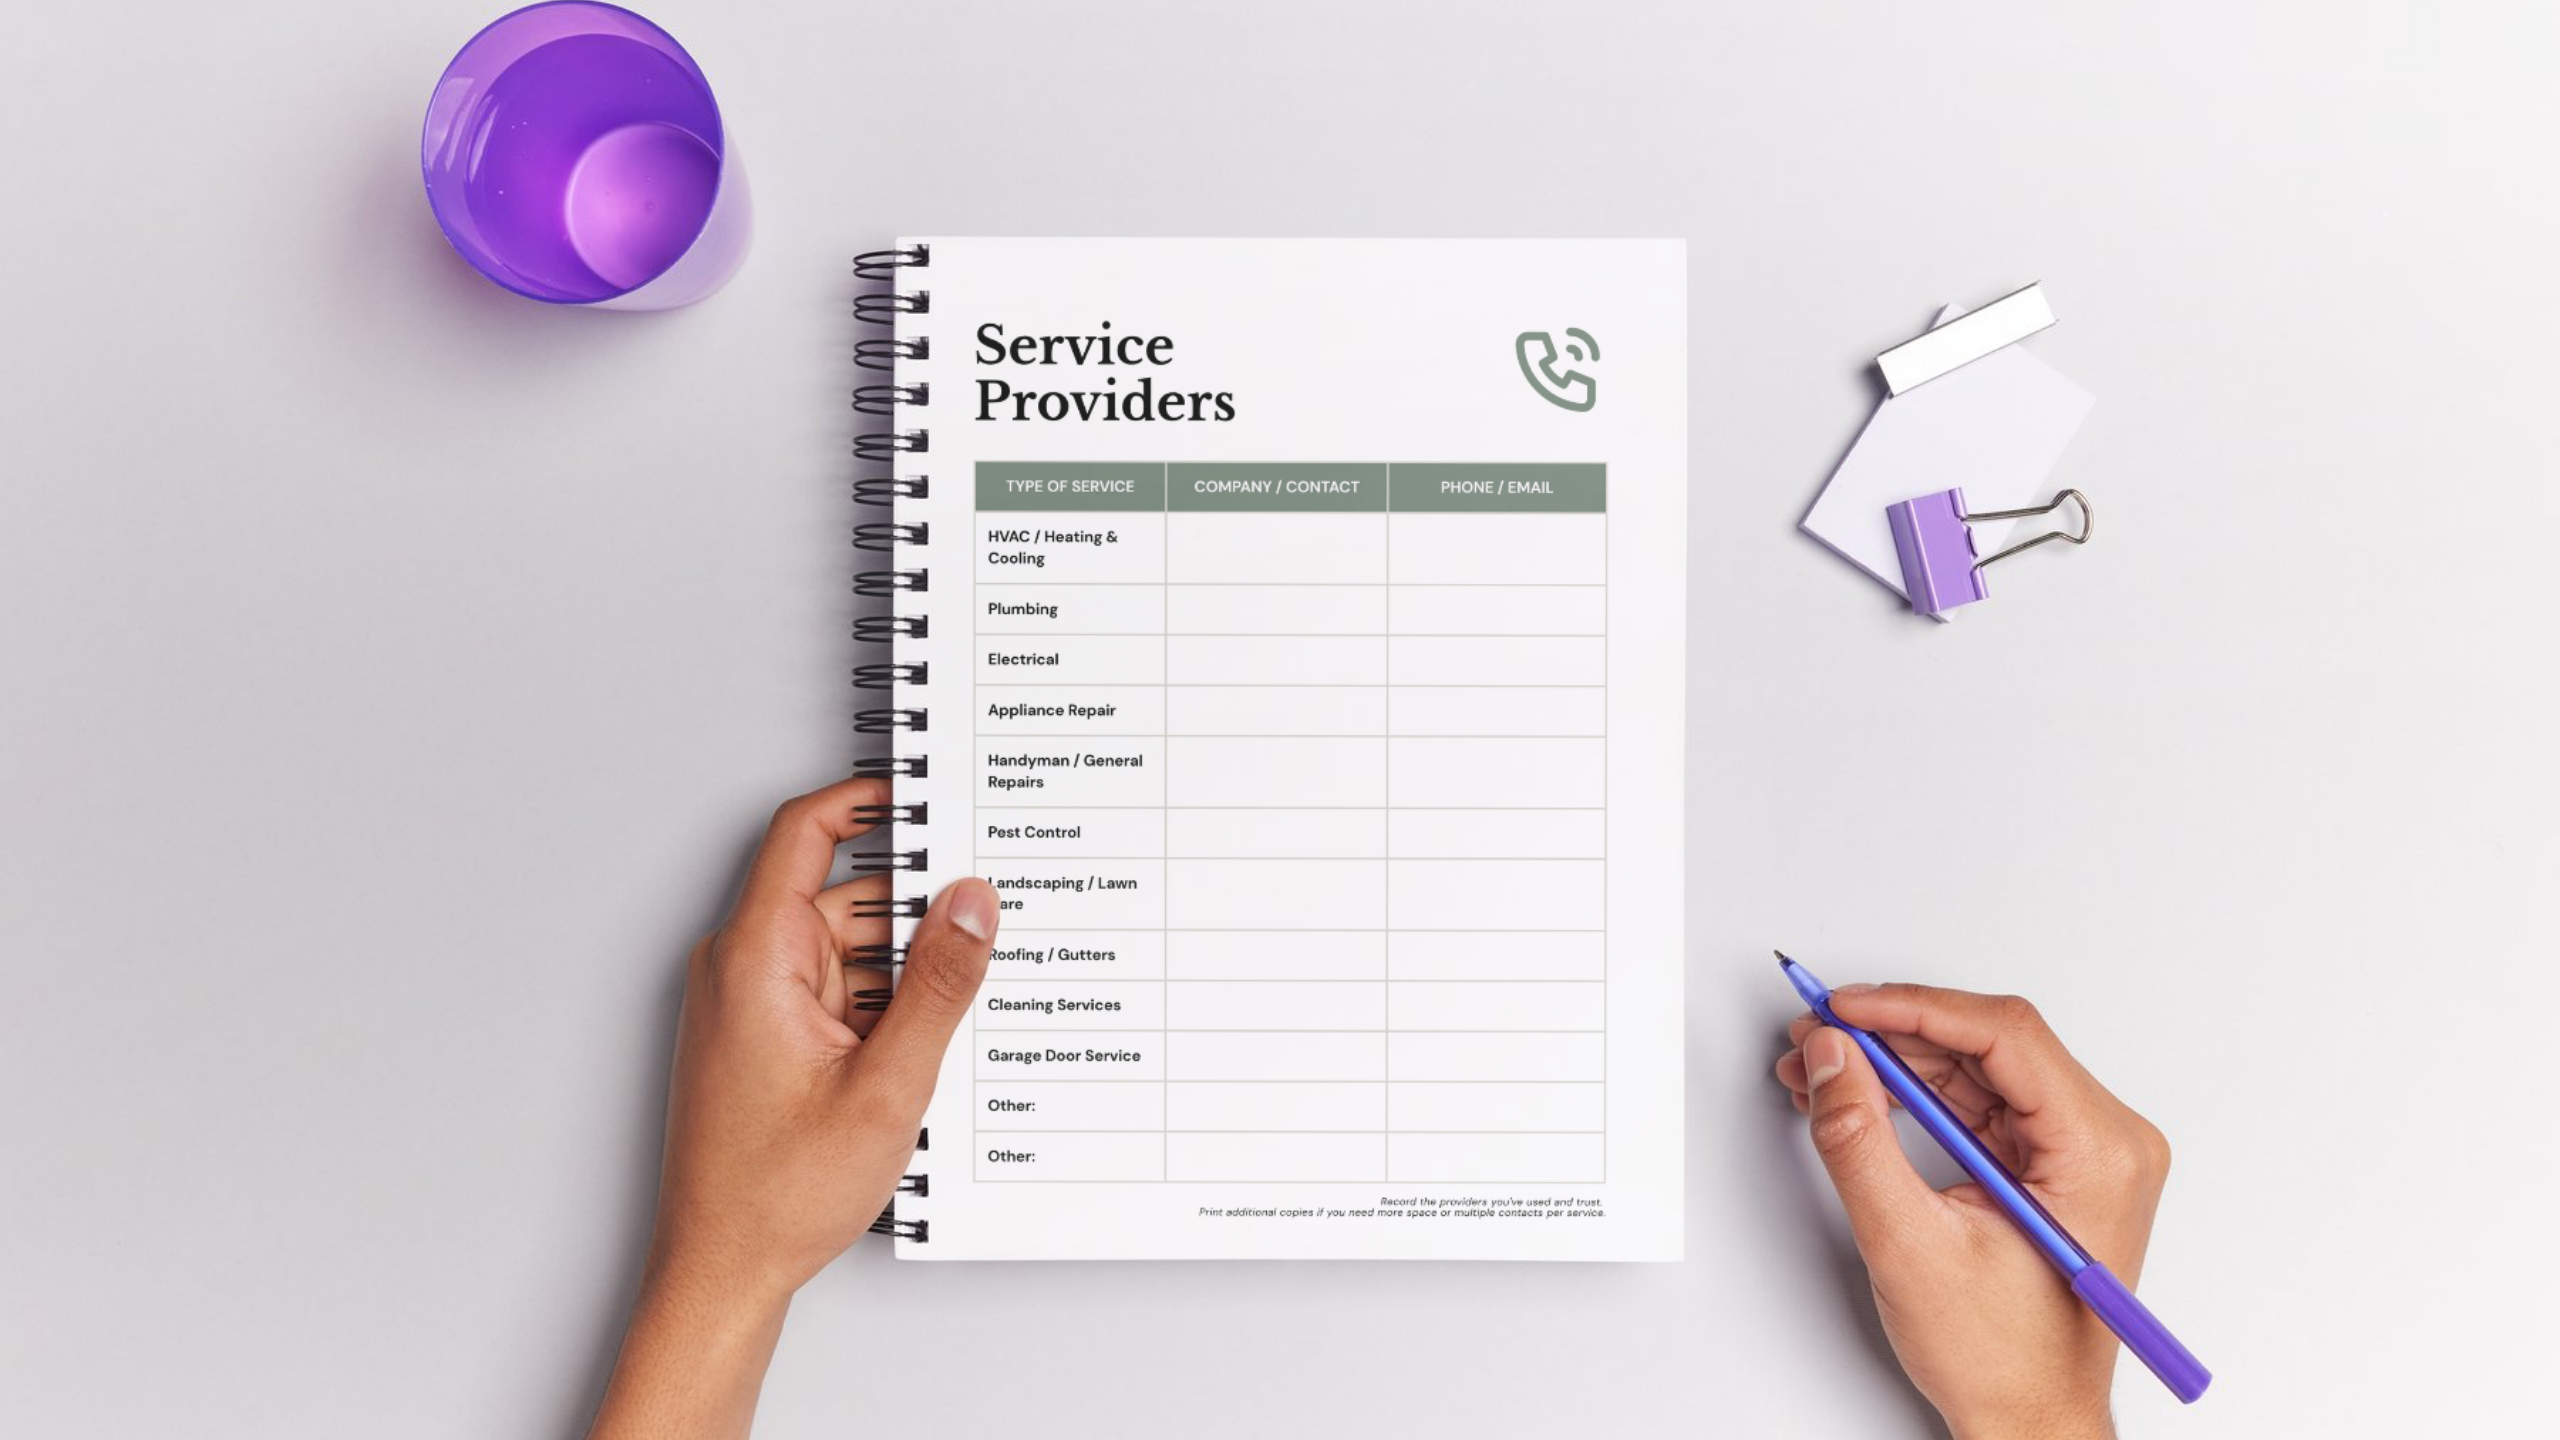 Service
Providers
TYPE OF SERVICE COMPANY / CONTACT PHONE / EMAIL
HVAC / Heating &
Cooling
Plumbing
Electrical
Appliance Repair
Handyman / General
Repairs
Pest Control
Landscaping / Lawn
are
Roofing / Gutters
Cleaning Services
Garage Door Service
Other:
Other:
Record the providers you've used and trust.
Print additional copies if you need more space or multiple contacts per service.